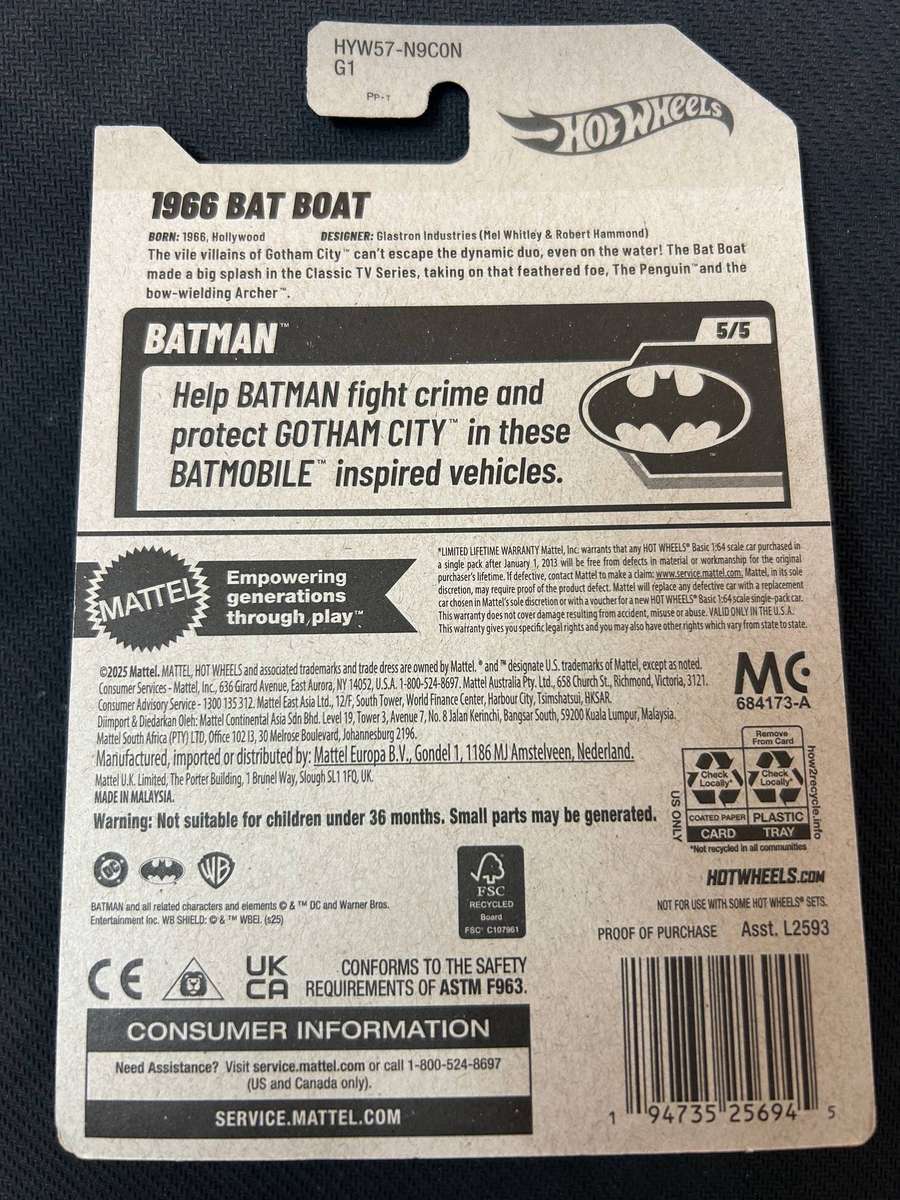 HYW57-N9C0N
G1
PP-T
HOT WHEELS
1966 BAT BOAT
BORN: 1966, Hollywood DESIGNER: Glastron Industries (Mel Whitley & Robert Hammond)
The vile villains of Gotham City™ can't escape the dynamic duo, even on the water! The Bat Boat
made a big splash in the Classic TV Series, taking on that feathered foe, The Penguin™ and the
bow-wielding Archer™.
BATMAN™
5/5
Help BATMAN fight crime and
protect GOTHAM CITY™ in these
BATMOBILE™ inspired vehicles.
™
MATTEL
Empowering
generations
through play™
*LIMITED LIFETIME WARRANTY Mattel, Inc. warrants that any HOT WHEELS® Basic 1:64 scale car purchased in
a single pack after January 1, 2013 will be free from defects in material or workmanship for the original
purchaser's lifetime. If defective, contact Mattel to make a claim: www.service.mattel.com. Mattel, in its sole
discretion, may require proof of the product defect. Mattel will replace any defective car with a replacement
car chosen in Mattel's sole discretion or with a voucher for a new HOT WHEELS® Basic 1:64 scale single-pack car.
This warranty does not cover damage resulting from accident, misuse or abuse. VALID ONLY IN THE U.S.A.
This warranty gives you specific legal rights and you may also have other rights which vary from state to state.
©2025 Mattel. MATTEL, HOT WHEELS and associated trademarks and trade dress are owned by Mattel. ® and ™ designate U.S. trademarks of Mattel, except as noted.
Consumer Services - Mattel, Inc., 636 Girard Avenue, East Aurora, NY 14052, U.S.A. 1-800-524-8697. Mattel Australia Pty. Ltd., 658 Church St., Richmond, Victoria, 3121.
Consumer Advisory Service - 1300 135 312. Mattel East Asia Ltd., 12/F, South Tower, World Finance Center, Harbour City, Tsimshatsui, HKSAR.
Diimport & Diedarkan Oleh: Mattel Continental Asia Sdn Bhd. Level 19, Tower 3, Avenue 7, No. 8 Jalan Kerinchi, Bangsar South, 59200 Kuala Lumpur, Malaysia.
Mattel South Africa (PTY) LTD, Office 102 I3, 30 Melrose Boulevard, Johannesburg 2196.
Manufactured, imported or distributed by: Mattel Europa B.V., Gondel 1, 1186 MJ Amstelveen, Nederland.
Mattel U.K. Limited, The Porter Building, 1 Brunel Way, Slough SL1 1FQ, UK.
MADE IN MALAYSIA.
Warning: Not suitable for children under 36 months. Small parts may be generated.
MC
684173-A
Remove
From Card
Check
Locally*
Check
Locally*
COATED PAPER
PLASTIC
CARD
TRAY
US ONLY
how2recycle.info
*Not recycled in all communities
DC
WB
BATMAN and all related characters and elements © & ™ DC and Warner Bros.
Entertainment Inc. WB SHIELD: © & ™ WBEI. (s25)
FSC
RECYCLED
Board
FSC® C107961
HOTWHEELS.COM
NOT FOR USE WITH SOME HOT WHEELS® SETS.
PROOF OF PURCHASE Asst. L2593
CE
UK
CA
CONFORMS TO THE SAFETY
REQUIREMENTS OF ASTM F963.
CONSUMER INFORMATION
Need Assistance? Visit service.mattel.com or call 1-800-524-8697
(US and Canada only).
SERVICE.MATTEL.COM
1 94735 25694 5